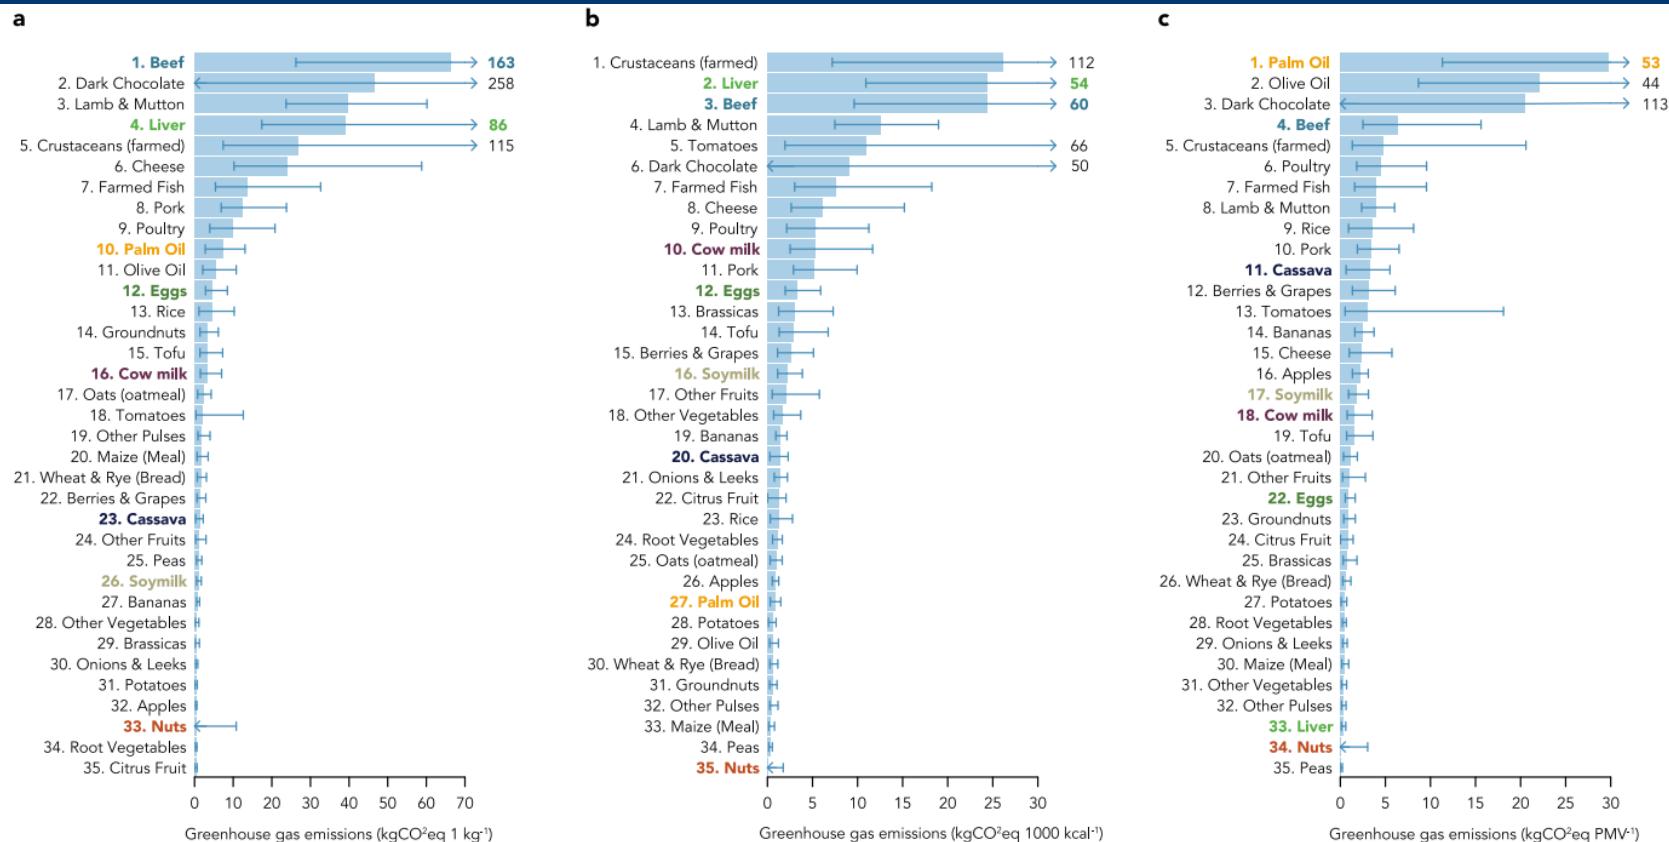 a
1. Beef 163
2. Dark Chocolate 258
3. Lamb & Mutton
4. Liver 86
5. Crustaceans (farmed) 115
6. Cheese
7. Farmed Fish
8. Pork
9. Poultry
10. Palm Oil
11. Olive Oil
12. Eggs
13. Rice
14. Groundnuts
15. Tofu
16. Cow milk
17. Oats (oatmeal)
18. Tomatoes
19. Other Pulses
20. Maize (Meal)
21. Wheat & Rye (Bread)
22. Berries & Grapes
23. Cassava
24. Other Fruits
25. Peas
26. Soymilk
27. Bananas
28. Other Vegetables
29. Brassicas
30. Onions & Leeks
31. Potatoes
32. Apples
33. Nuts
34. Root Vegetables
35. Citrus Fruit
0 10 20 30 40 50 60 70
Greenhouse gas emissions (kgCO²eq 1 kg⁻¹)
b
1. Crustaceans (farmed) 112
2. Liver 54
3. Beef 60
4. Lamb & Mutton
5. Tomatoes 66
6. Dark Chocolate 50
7. Farmed Fish
8. Cheese
9. Poultry
10. Cow milk
11. Pork
12. Eggs
13. Brassicas
14. Tofu
15. Berries & Grapes
16. Soymilk
17. Other Fruits
18. Other Vegetables
19. Bananas
20. Cassava
21. Onions & Leeks
22. Citrus Fruit
23. Rice
24. Root Vegetables
25. Oats (oatmeal)
26. Apples
27. Palm Oil
28. Potatoes
29. Olive Oil
30. Wheat & Rye (Bread)
31. Groundnuts
32. Other Pulses
33. Maize (Meal)
34. Peas
35. Nuts
0 5 10 15 20 25 30
Greenhouse gas emissions (kgCO²eq 1000 kcal⁻¹)
c
1. Palm Oil 53
2. Olive Oil 44
3. Dark Chocolate 113
4. Beef
5. Crustaceans (farmed)
6. Poultry
7. Farmed Fish
8. Lamb & Mutton
9. Rice
10. Pork
11. Cassava
12. Berries & Grapes
13. Tomatoes
14. Bananas
15. Cheese
16. Apples
17. Soymilk
18. Cow milk
19. Tofu
20. Oats (oatmeal)
21. Other Fruits
22. Eggs
23. Groundnuts
24. Citrus Fruit
25. Brassicas
26. Wheat & Rye (Bread)
27. Potatoes
28. Root Vegetables
29. Onions & Leeks
30. Maize (Meal)
31. Other Vegetables
32. Other Pulses
33. Liver
34. Nuts
35. Peas
0 5 10 15 20 25 30
Greenhouse gas emissions (kgCO²eq PMV⁻¹)